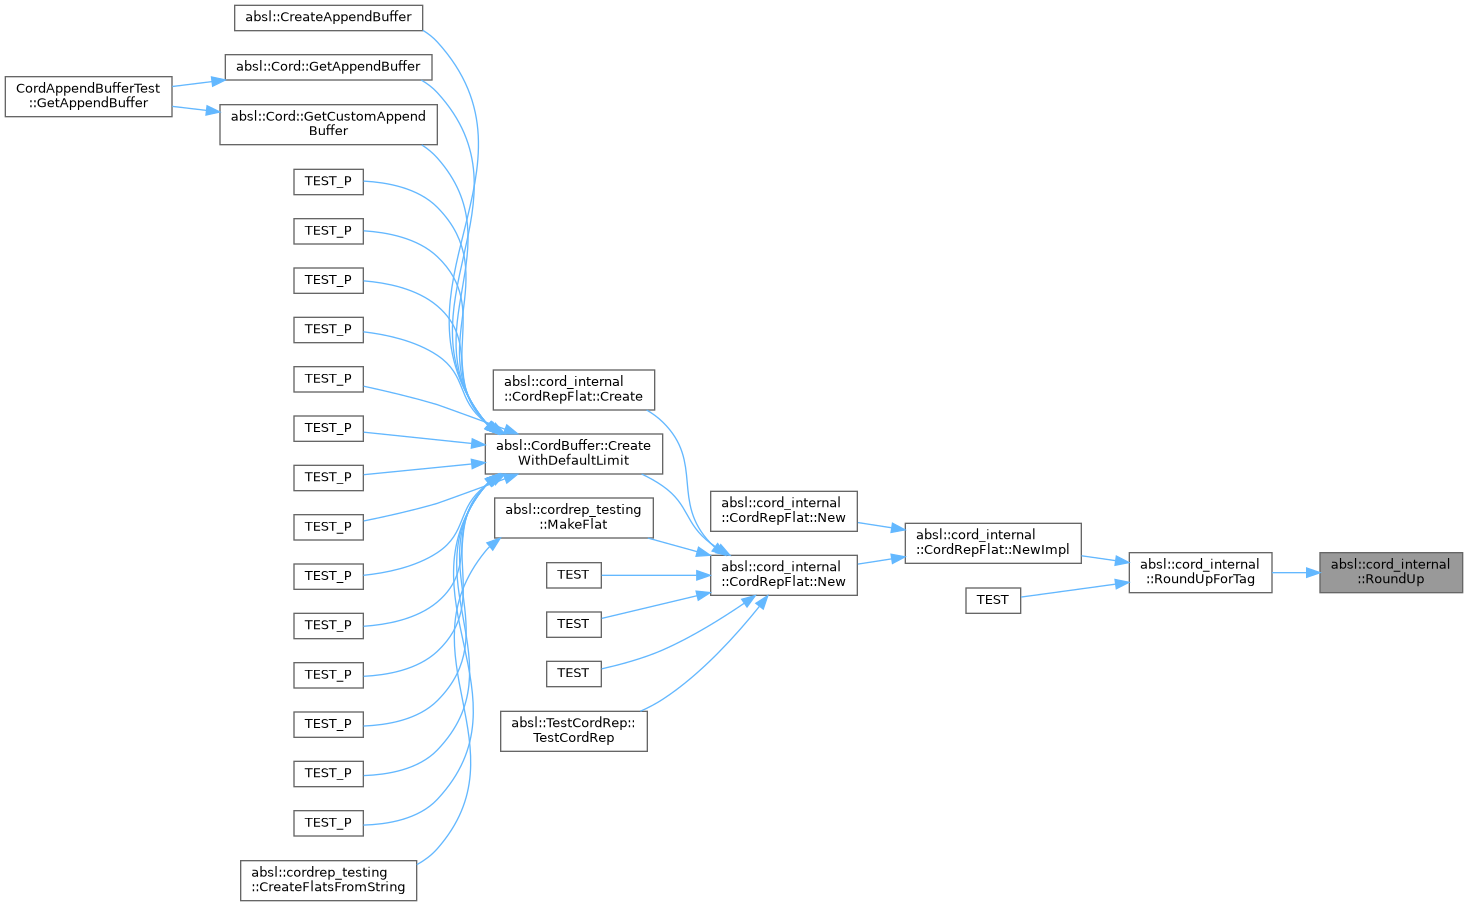 absl::CreateAppendBuffer
absl::Cord::GetAppendBuffer
CordAppendBufferTest
::GetAppendBuffer
absl::Cord::GetCustomAppend
Buffer
TEST_P
TEST_P
TEST_P
TEST_P
TEST_P
TEST_P
TEST_P
TEST_P
TEST_P
TEST_P
TEST_P
TEST_P
TEST_P
TEST_P
absl::cordrep_testing
::CreateFlatsFromString
absl::cord_internal
::CordRepFlat::Create
absl::CordBuffer::Create
WithDefaultLimit
absl::cordrep_testing
::MakeFlat
TEST
TEST
TEST
absl::TestCordRep::
TestCordRep
absl::cord_internal
::CordRepFlat::New
absl::cord_internal
::CordRepFlat::New
absl::cord_internal
::CordRepFlat::NewImpl
TEST
absl::cord_internal
::RoundUpForTag
absl::cord_internal
::RoundUp